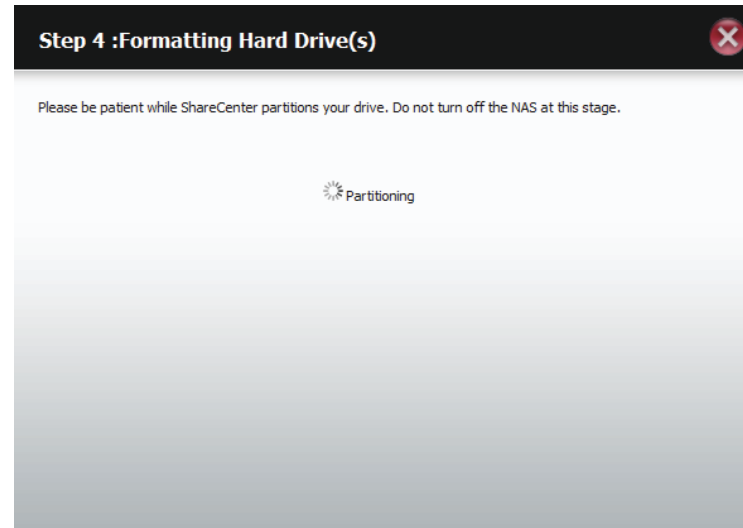 Step 4 :Formatting Hard Drive(s)
Please be patient while ShareCenter partitions your drive. Do not turn off the NAS at this stage.
Partitioning